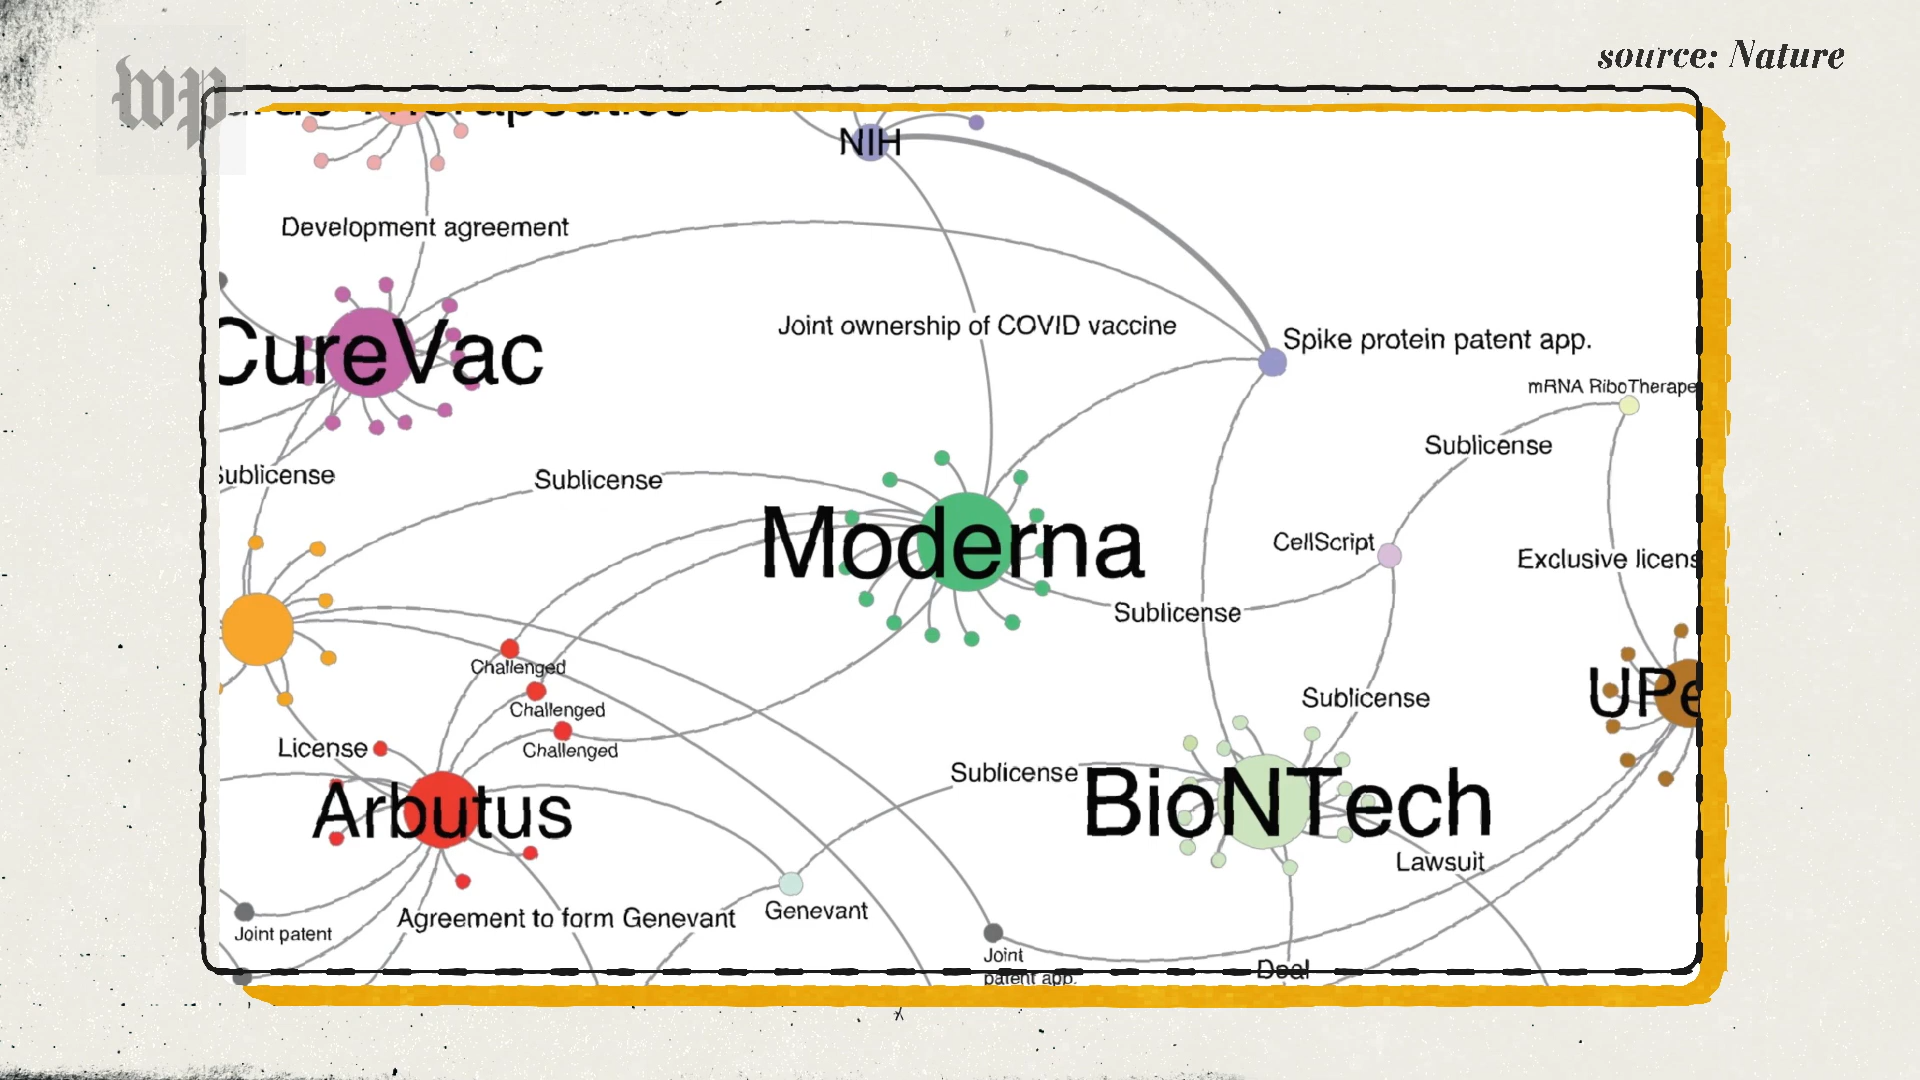 wp
source: Nature
Therapeutics
NIH
Development agreement
Joint ownership of COVID vaccine
Spike protein patent app.
CureVac
mRNA RiboTherape
Sublicense
Sublicense
Sublicense
Moderna
CellScript
Exclusive licens
Sublicense
Challenged
Challenged
Challenged
Sublicense
UPe
License
Sublicense
Arbutus
BioNTech
Lawsuit
Agreement to form Genevant
Genevant
Joint patent
Joint
patent app.
Deal